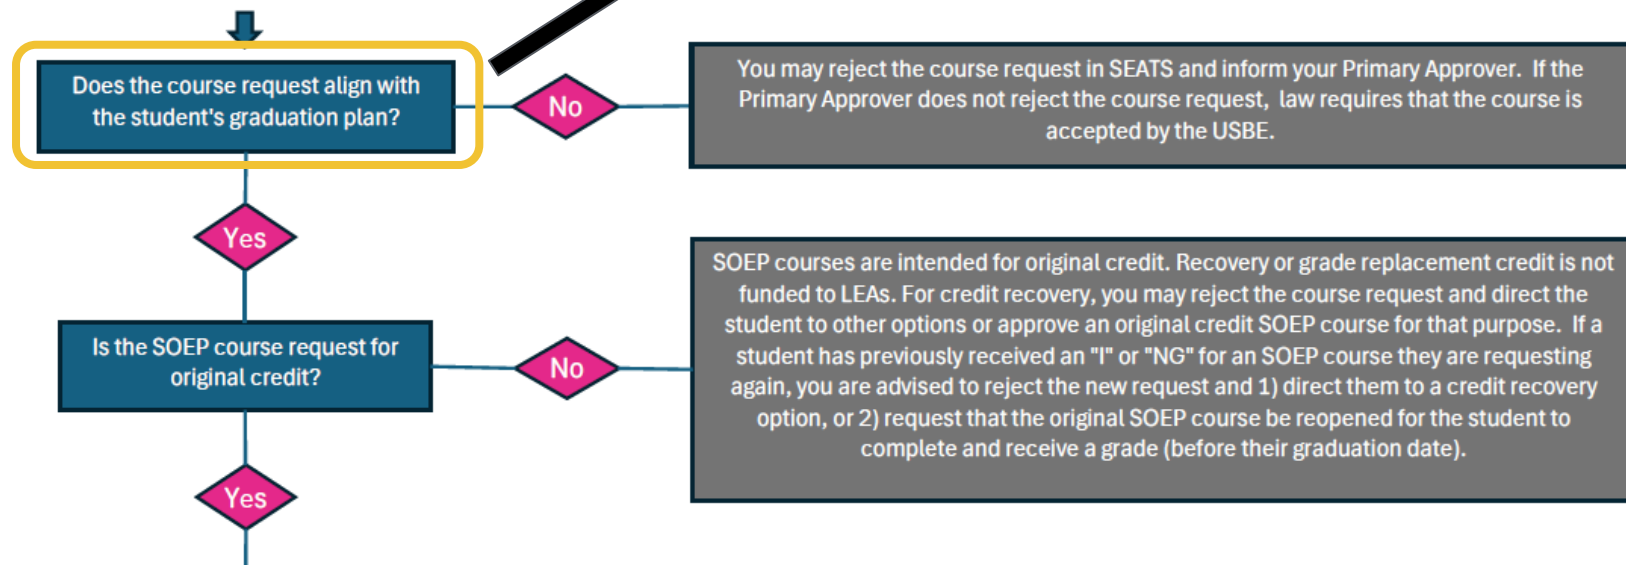 Does the course request align with
the student's graduation plan?
No
You may reject the course request in SEATS and inform your Primary Approver.  If the
Primary Approver does not reject the course request,  law requires that the course is
accepted by the USBE.
Yes
Is the SOEP course request for
original credit?
No
SOEP courses are intended for original credit. Recovery or grade replacement credit is not
funded to LEAs. For credit recovery, you may reject the course request and direct the
student to other options or approve an original credit SOEP course for that purpose.  If a
student has previously received an "I" or "NG" for an SOEP course they are requesting
again, you are advised to reject the new request and 1) direct them to a credit recovery
option, or 2) request that the original SOEP course be reopened for the student to
complete and receive a grade (before their graduation date).
Yes